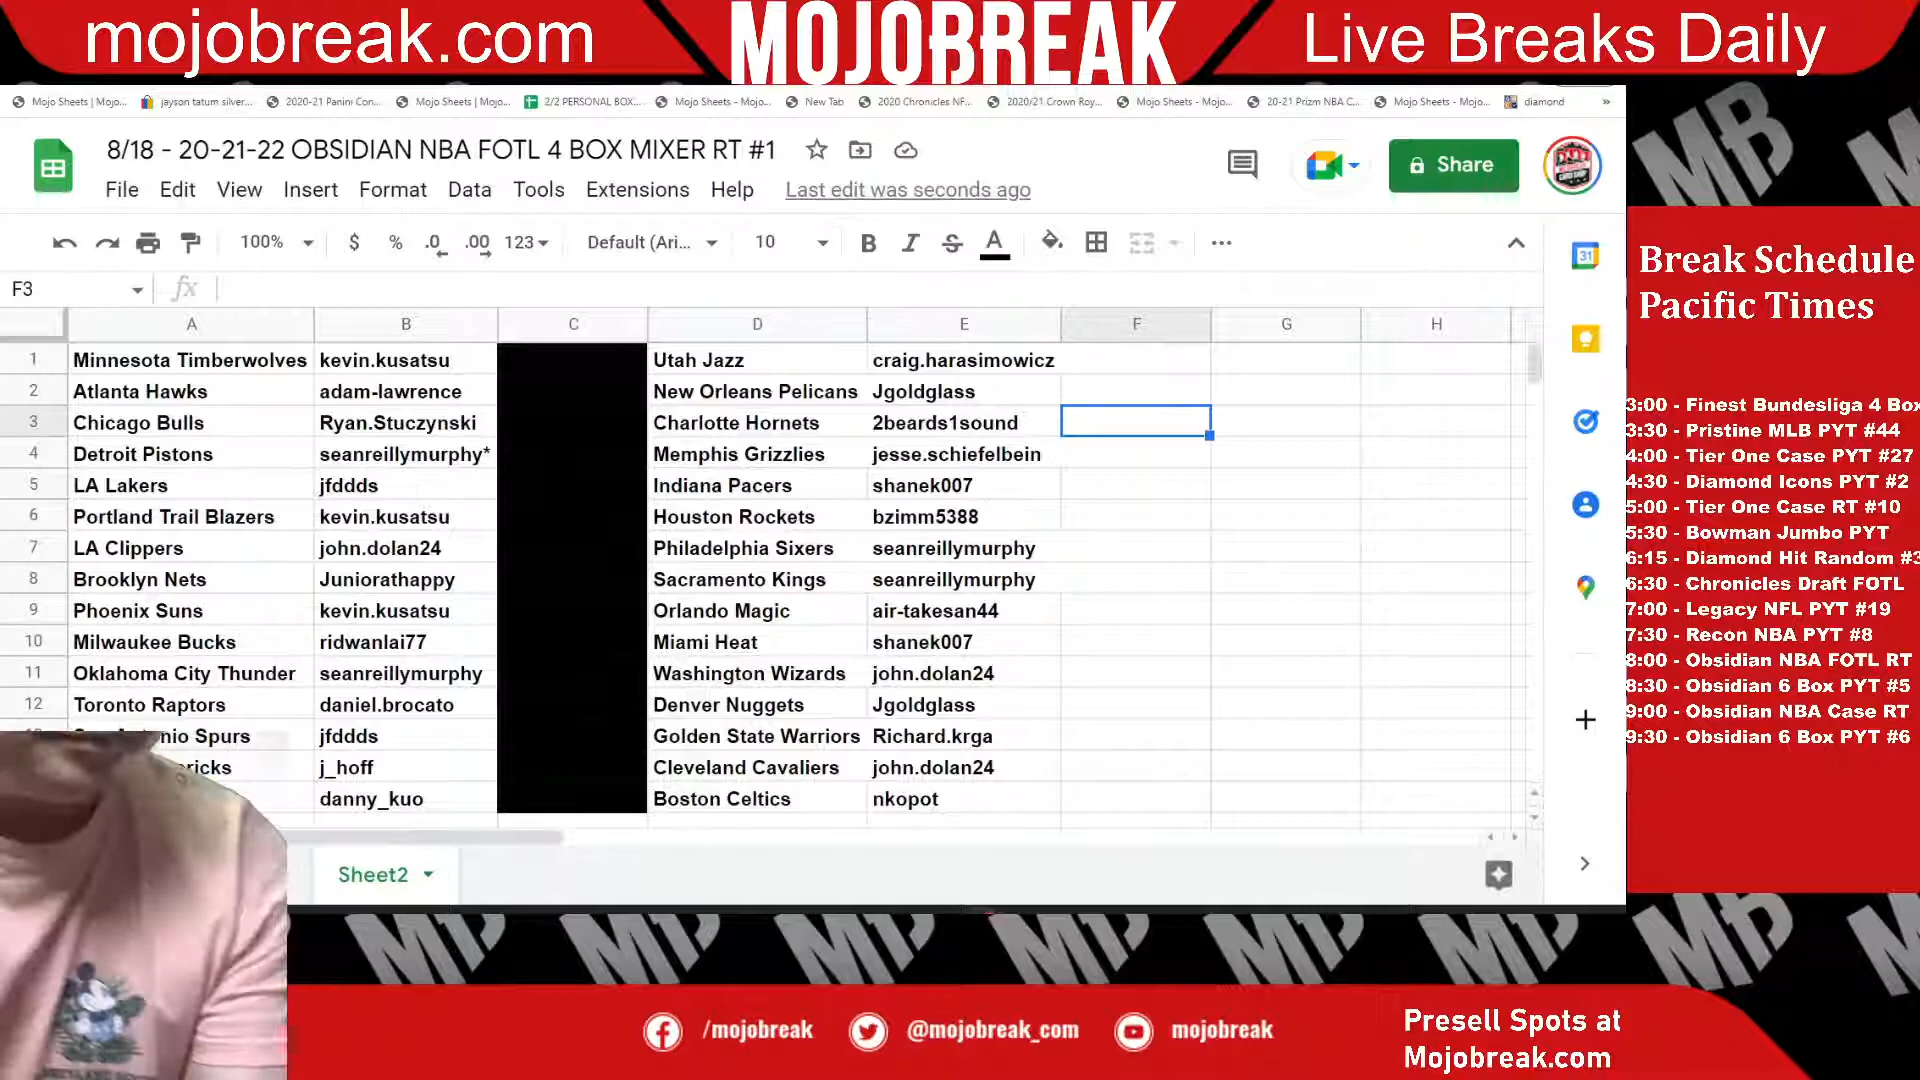 mojobreak.com
MOJOBREAK
Live Breaks Daily
Mojo Sheets | Mojo... jayson tatum silver... 2020-21 Panini Con... Mojo Sheets | Mojo... 2/2 PERSONAL BOX... Mojo Sheets - Mojo... New Tab 2020 Chronicles NF... 2020/21 Crown Roy... Mojo Sheets - Mojo... 20-21 Prizm NBA C... Mojo Sheets - Mojo... diamond »
8/18 - 20-21-22 OBSIDIAN NBA FOTL 4 BOX MIXER RT #1
Share
File Edit View Insert Format Data Tools Extensions Help Last edit was seconds ago
100% $ % .0 .00 123 Default (Ari... 10 B I S A
F3 fx
A B C D E F G H
1 Minnesota Timberwolves kevin.kusatsu Utah Jazz craig.harasimowicz
2 Atlanta Hawks adam-lawrence New Orleans Pelicans Jgoldglass
3 Chicago Bulls Ryan.Stuczynski Charlotte Hornets 2beards1sound
4 Detroit Pistons seanreillymurphy* Memphis Grizzlies jesse.schiefelbein
5 LA Lakers jfddds Indiana Pacers shanek007
6 Portland Trail Blazers kevin.kusatsu Houston Rockets bzimm5388
7 LA Clippers john.dolan24 Philadelphia Sixers seanreillymurphy
8 Brooklyn Nets Juniorathappy Sacramento Kings seanreillymurphy
9 Phoenix Suns kevin.kusatsu Orlando Magic air-takesan44
10 Milwaukee Bucks ridwanlai77 Miami Heat shanek007
11 Oklahoma City Thunder seanreillymurphy Washington Wizards john.dolan24
12 Toronto Raptors daniel.brocato Denver Nuggets Jgoldglass
Spurs jfddds Golden State Warriors Richard.krga
ricks j_hoff Cleveland Cavaliers john.dolan24
danny_kuo Boston Celtics nkopot
Sheet2
31
Break Schedule
Pacific Times
3:00 - Finest Bundesliga 4 Box
3:30 - Pristine MLB PYT #44
4:00 - Tier One Case PYT #27
4:30 - Diamond Icons PYT #2
5:00 - Tier One Case RT #10
5:30 - Bowman Jumbo PYT
6:15 - Diamond Hit Random #3
6:30 - Chronicles Draft FOTL
7:00 - Legacy NFL PYT #19
7:30 - Recon NBA PYT #8
8:00 - Obsidian NBA FOTL RT
8:30 - Obsidian 6 Box PYT #5
9:00 - Obsidian NBA Case RT
9:30 - Obsidian 6 Box PYT #6
/mojobreak @mojobreak_com mojobreak
Presell Spots at
Mojobreak.com